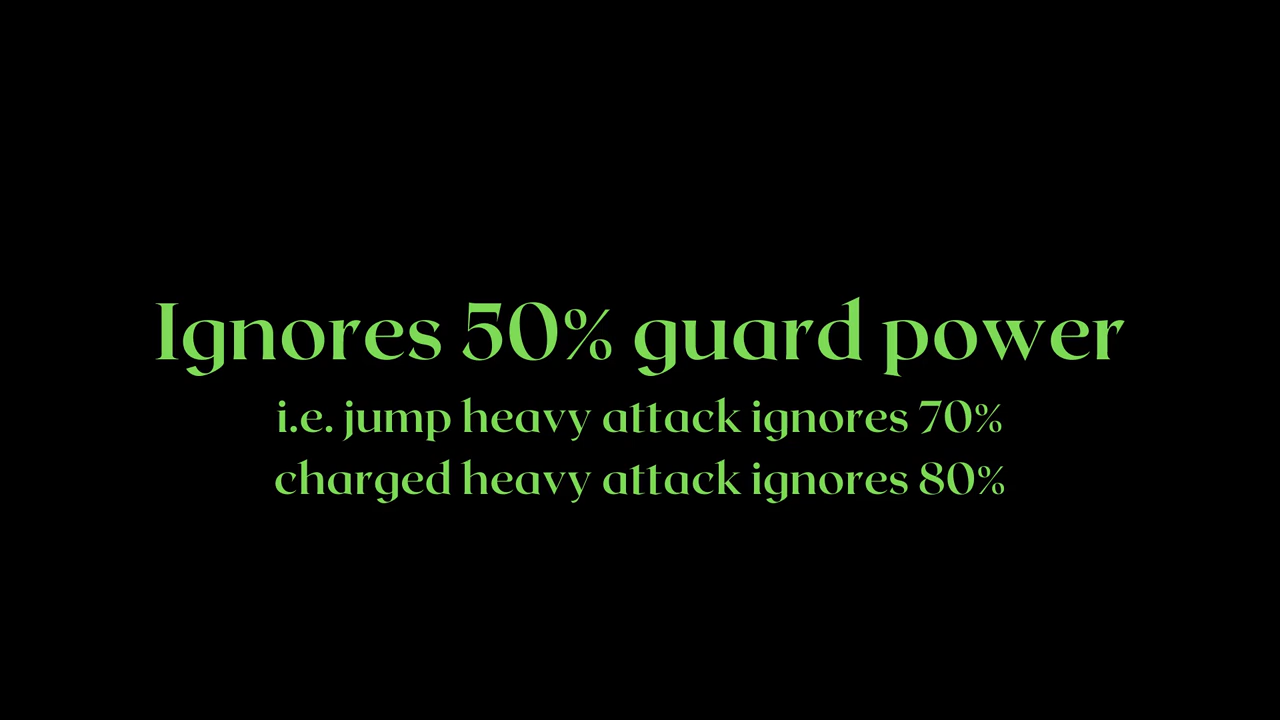 Ignores 50% guard power
i.e. jump heavy attack ignores 70%
charged heavy attack ignores 80%